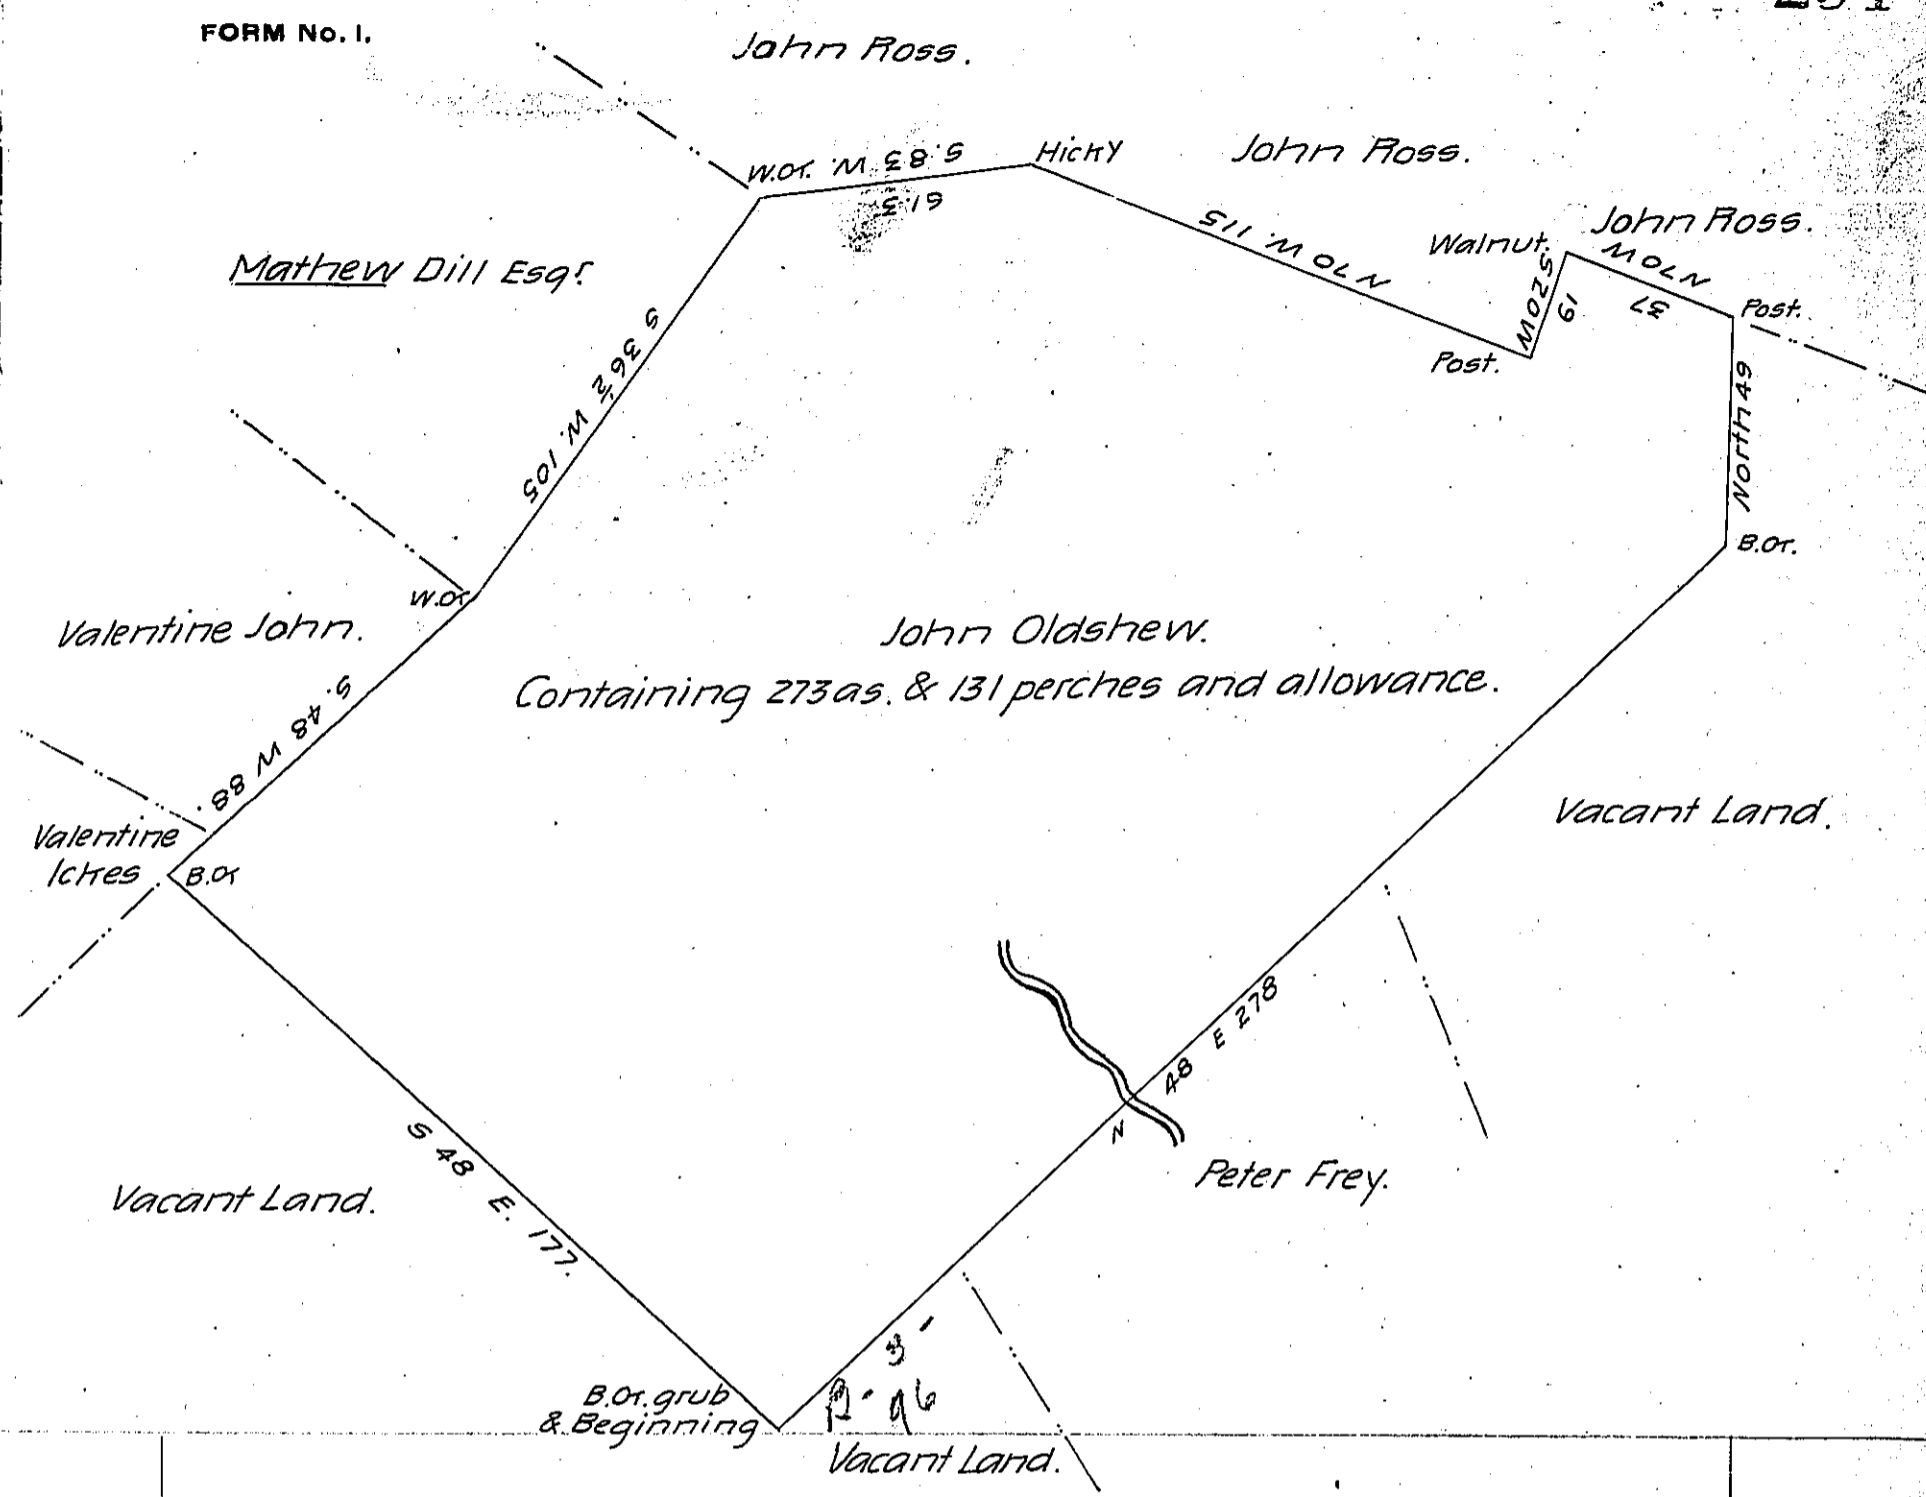 FORM No. 1.
John Ross.
W.Or. S. 83 W.
61.3
Hicky
John Ross.
N 70 W. 115
Walnut.
John Ross.
N 70 W
37
S 20 W
19
Post.
Post.
North 49
B.Or.
Mathew Dill Esqr.
S 36½ W. 105
W.Or
Valentine John.
S. 48 W 88.
John Oldshew.
Containing 273 as. & 131 perches and allowance.
Vacant Land.
Valentine
Ickes
B.Or
N 48 E 278
Peter Frey.
S 48 E. 177.
Vacant Land.
B.Or. grub
& Beginning
Vacant Land.